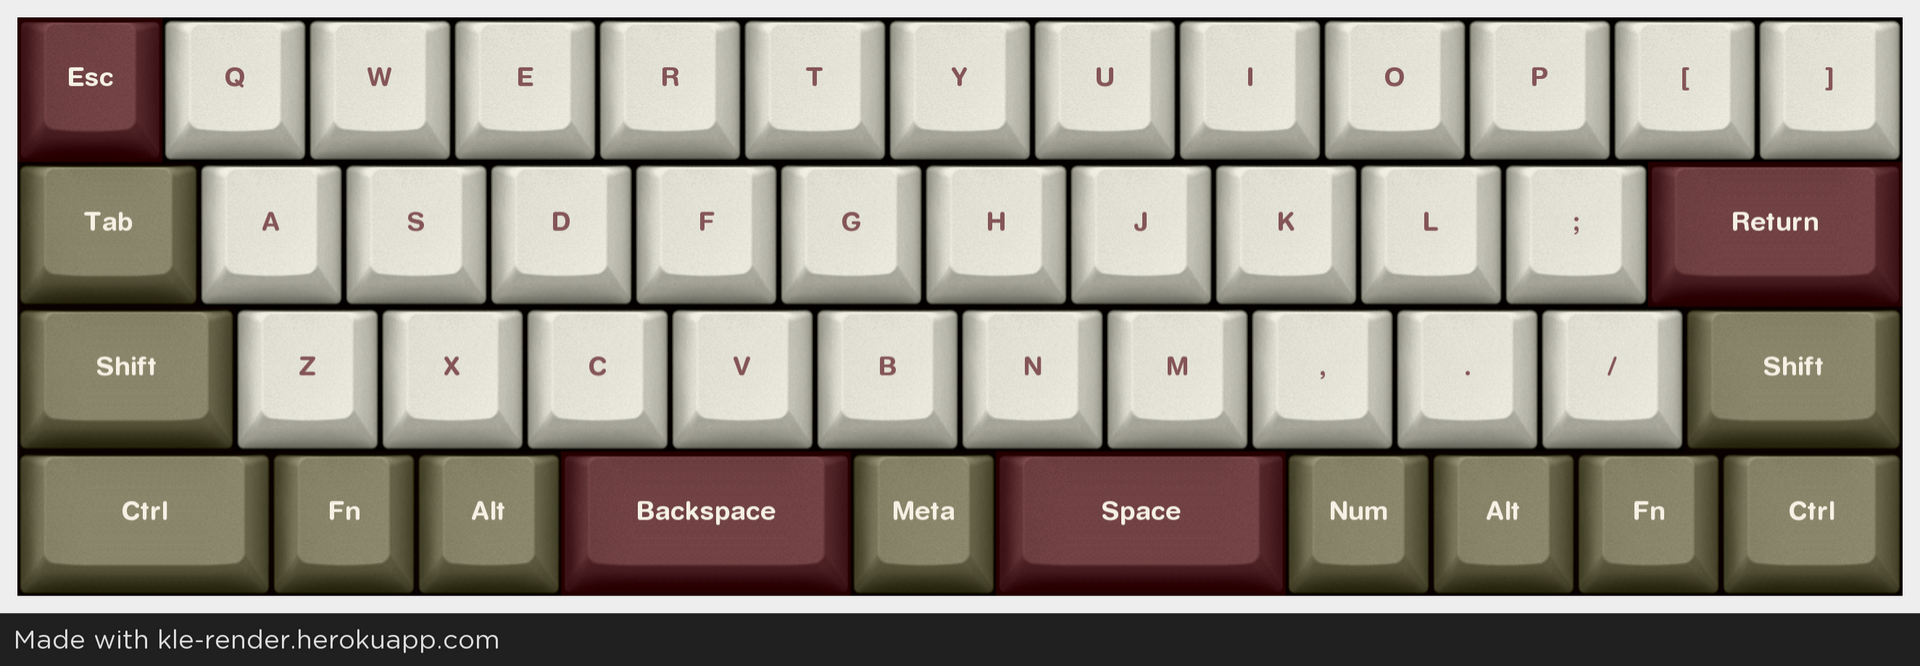 Esc Q W E R T Y U I O P [ ]
Tab A S D F G H J K L ; Return
Shift Z X C V B N M , . / Shift
Ctrl Fn Alt Backspace Meta Space Num Alt Fn Ctrl
Made with kle-render.herokuapp.com